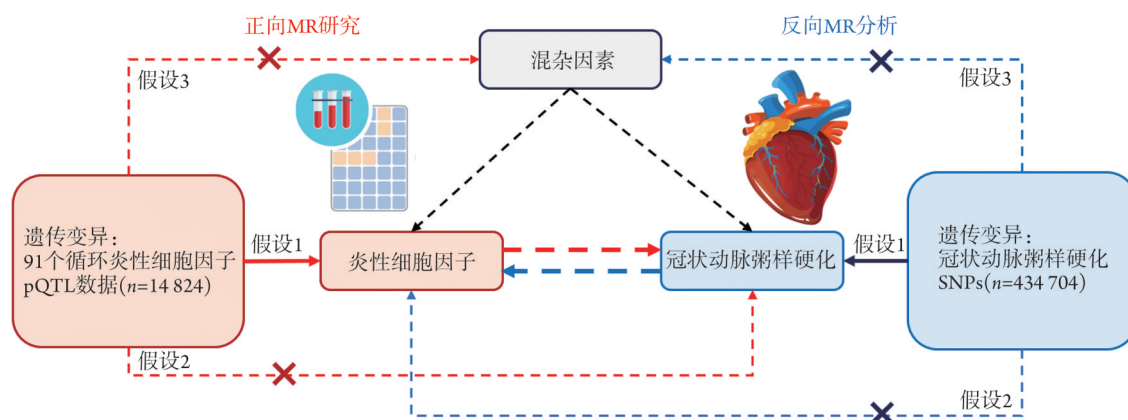 正向MR研究
反向MR分析
混杂因素
假设3
假设3
遗传变异：
91个循环炎性细胞因子
pQTL数据(n=14 824)
假设1
炎性细胞因子
冠状动脉粥样硬化
假设1
遗传变异：
冠状动脉粥样硬化
SNPs(n=434 704)
假设2
假设2